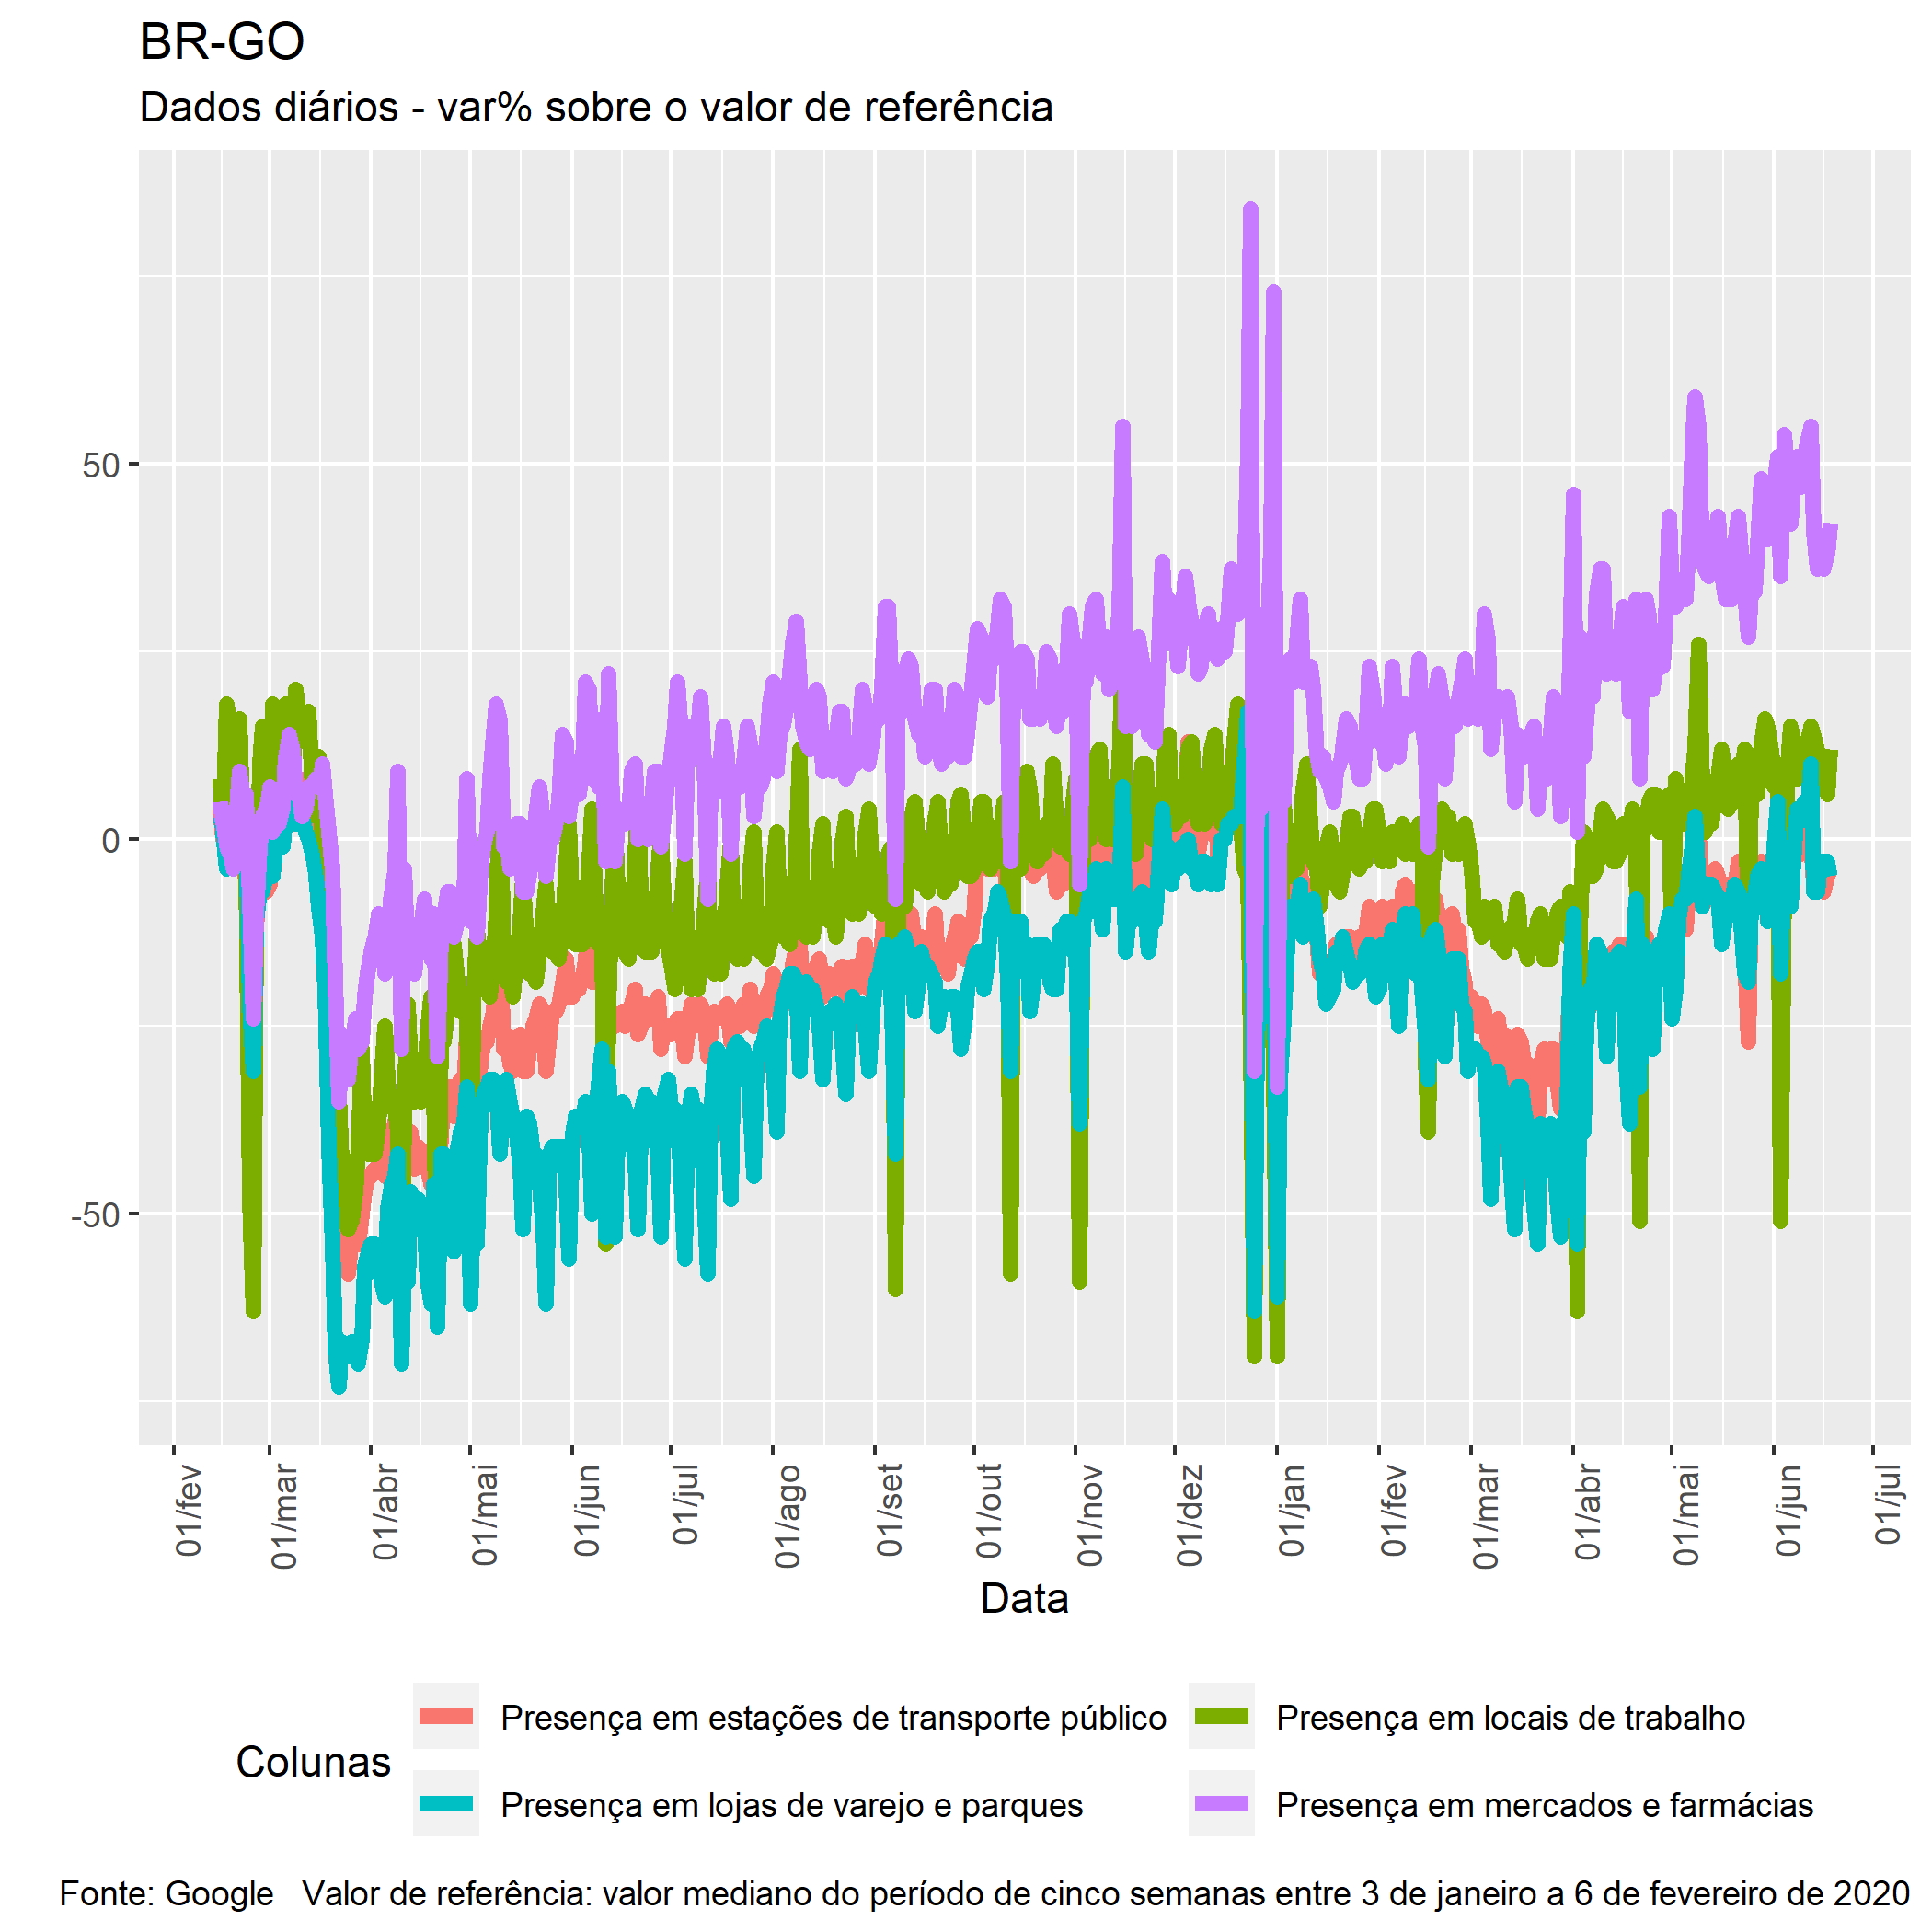 BR-GO
Dados diários - var% sobre o valor de referência
50
0
-50
01/fev
01/mar
01/abr
01/mai
01/jun
01/jul
01/ago
01/set
01/out
01/nov
01/dez
01/jan
01/fev
01/mar
01/abr
01/mai
01/jun
01/jul
Data
Colunas
Presença em estações de transporte público
Presença em locais de trabalho
Presença em lojas de varejo e parques
Presença em mercados e farmácias
Fonte: Google   Valor de referência: valor mediano do período de cinco semanas entre 3 de janeiro a 6 de fevereiro de 2020